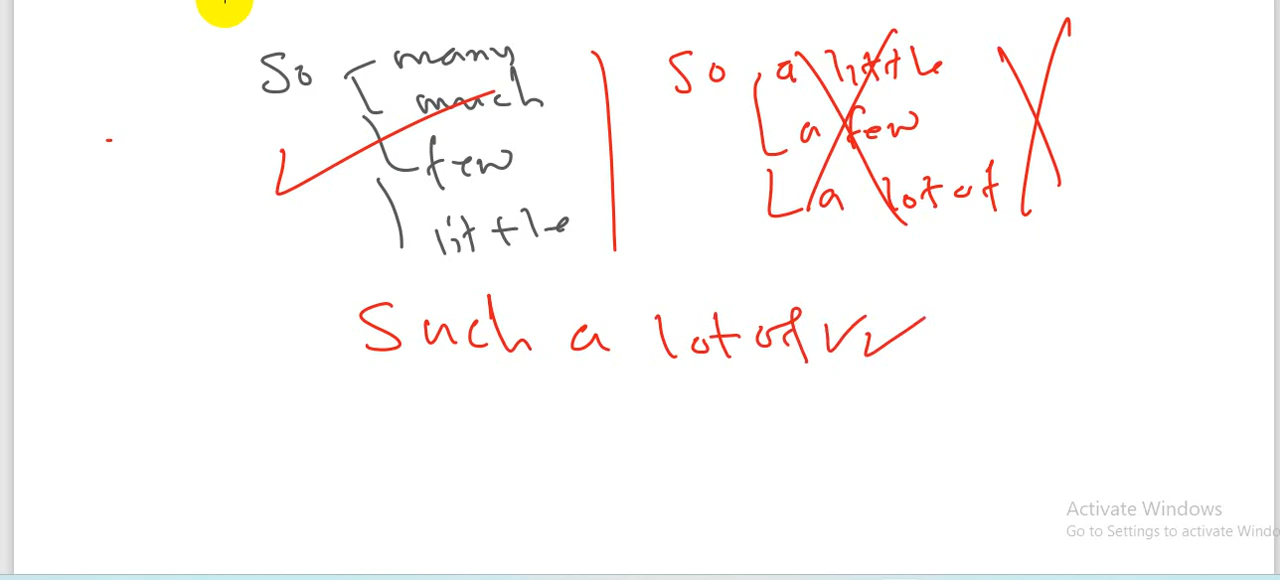 So many
much
few
little
So a little
a few
a lot of
Such a lot of
Activate Windows
Go to Settings to activate Windo